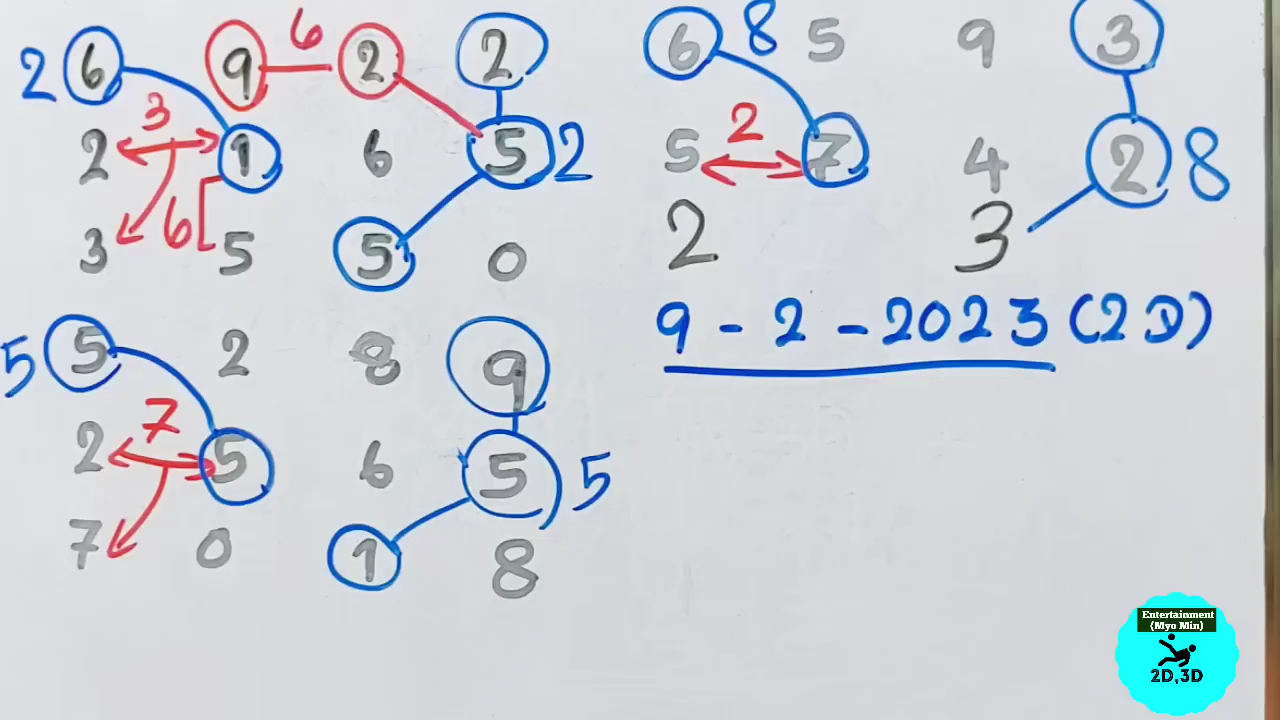 2 6 9 6 2 2
2 3 1 6 5 2
3 6 5 5 0
5 5 2 8 9
2 7 5 6 5 5
7 0 1 8
6 8 5 9 3
5 2 7 4 2 8
2 3
9 - 2 - 2023 (2D)
Entertainment
(Myo Min)
2D,3D